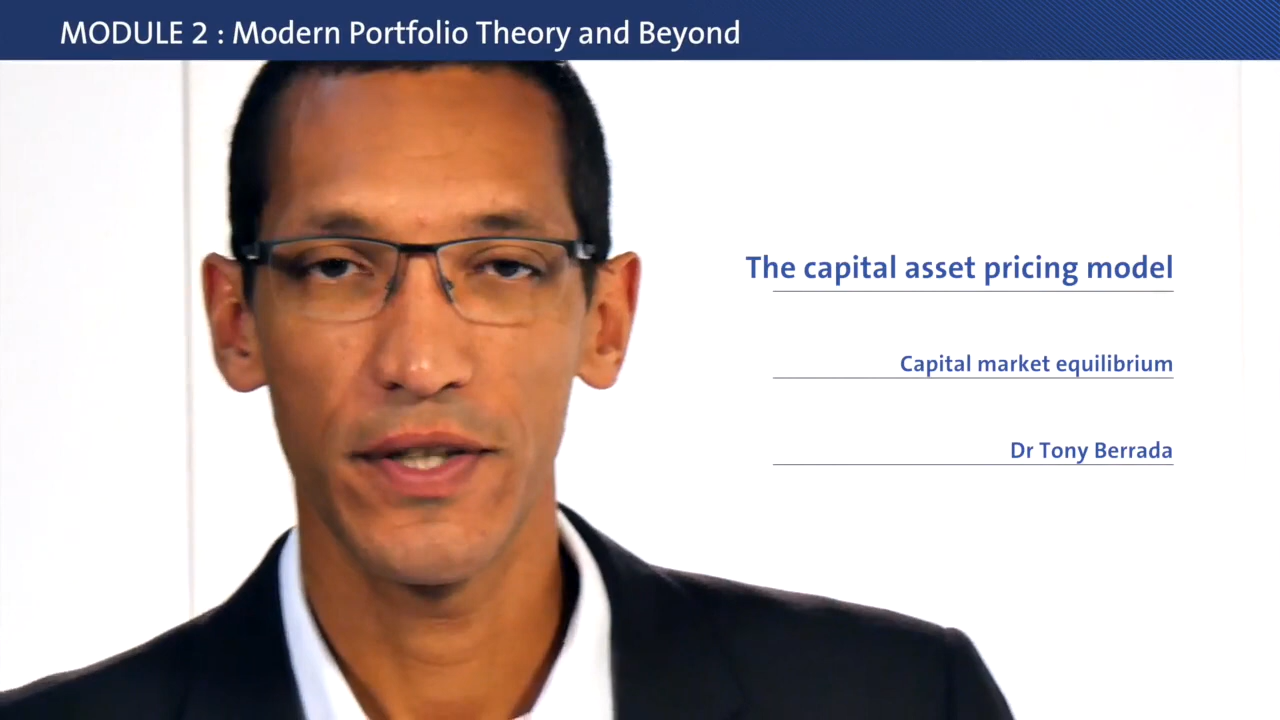 MODULE 2 : Modern Portfolio Theory and Beyond
The capital asset pricing model
Capital market equilibrium
Dr Tony Berrada